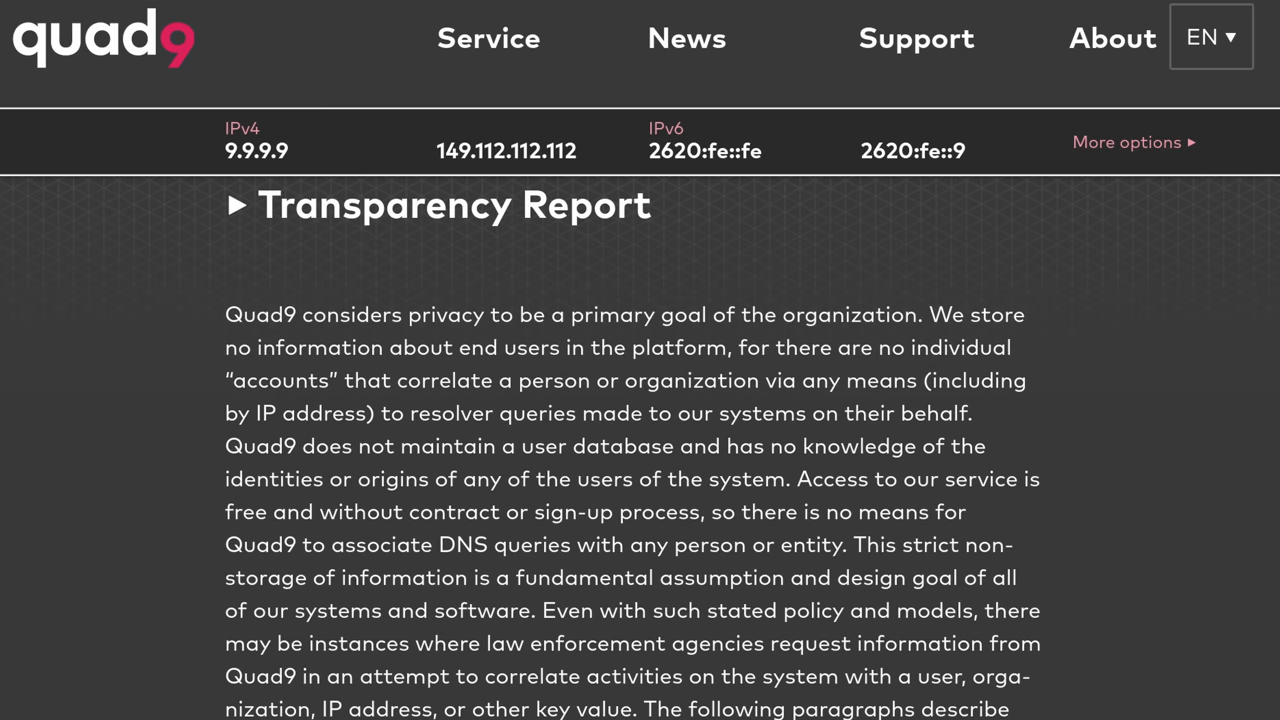 quad9
Service
News
Support
About
EN ▼
IPv4
9.9.9.9
149.112.112.112
IPv6
2620:fe::fe
2620:fe::9
More options ▸
▸ Transparency Report
Quad9 considers privacy to be a primary goal of the organization. We store
no information about end users in the platform, for there are no individual
“accounts” that correlate a person or organization via any means (including
by IP address) to resolver queries made to our systems on their behalf.
Quad9 does not maintain a user database and has no knowledge of the
identities or origins of any of the users of the system. Access to our service is
free and without contract or sign-up process, so there is no means for
Quad9 to associate DNS queries with any person or entity. This strict non-
storage of information is a fundamental assumption and design goal of all
of our systems and software. Even with such stated policy and models, there
may be instances where law enforcement agencies request information from
Quad9 in an attempt to correlate activities on the system with a user, orga-
nization, IP address, or other key value. The following paragraphs describe